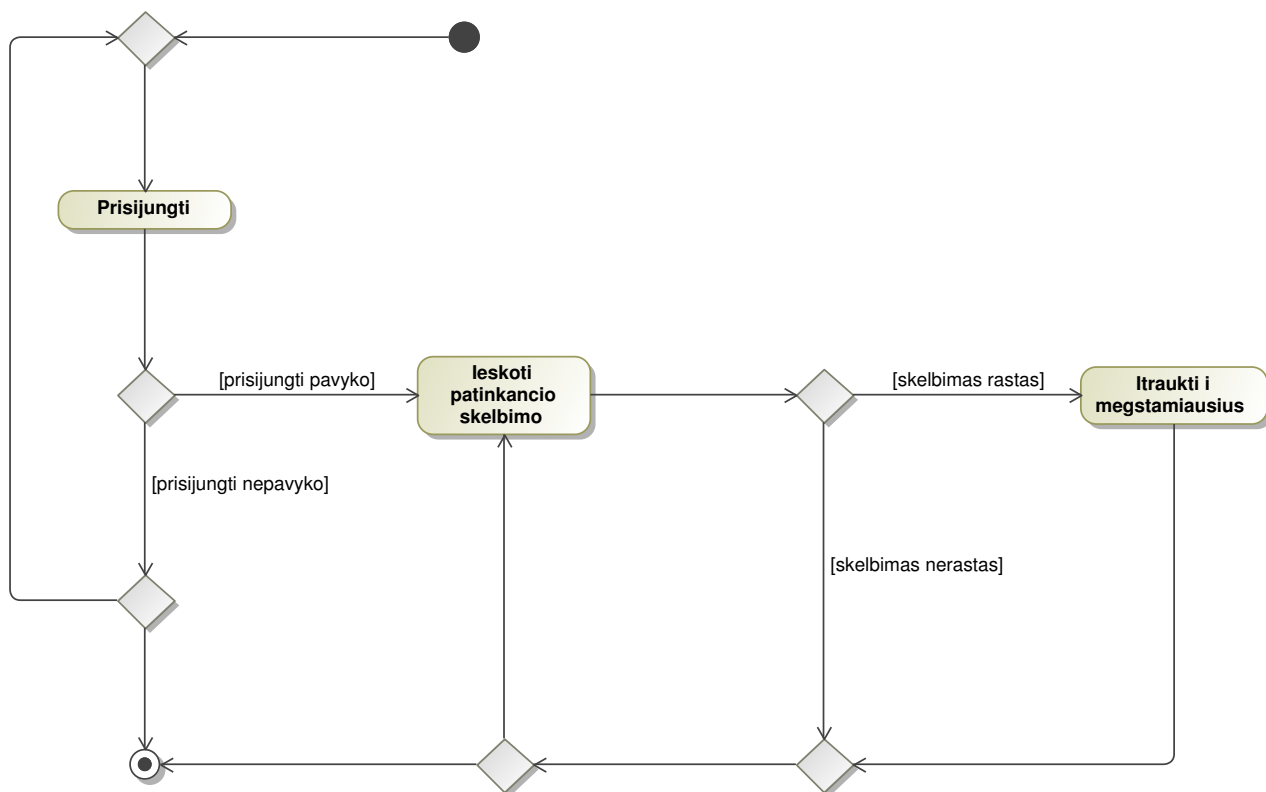 Prisijungti
[prisijungti pavyko]
Ieskoti
patinkancio
skelbimo
[skelbimas rastas]
Itraukti i
megstamiausius
[prisijungti nepavyko]
[skelbimas nerastas]